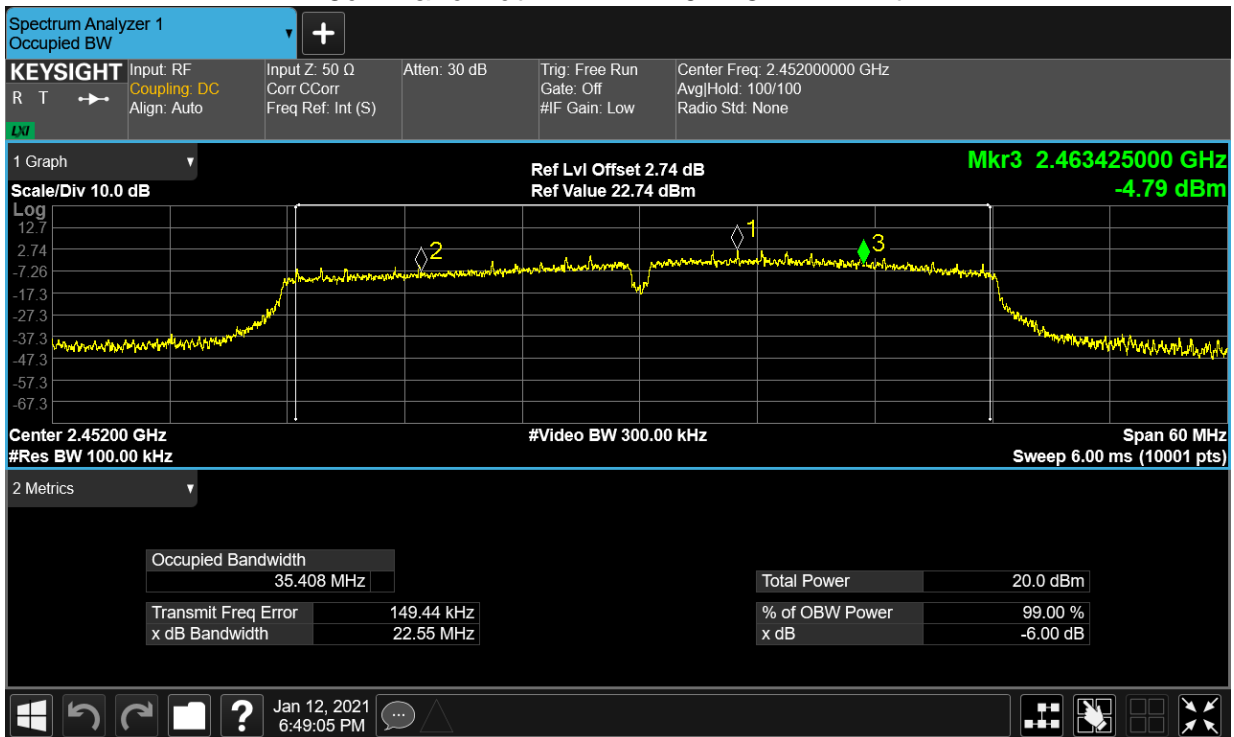 Spectrum Analyzer 1
Occupied BW
KEYSIGHT Input: RF Input Z: 50 Ω Atten: 30 dB Trig: Free Run Center Freq: 2.452000000 GHz
R T Coupling: DC Corr CCorr Gate: Off Avg|Hold: 100/100
Align: Auto Freq Ref: Int (S) #IF Gain: Low Radio Std: None
LXI
1 Graph Ref Lvl Offset 2.74 dB Mkr3 2.463425000 GHz
Scale/Div 10.0 dB Ref Value 22.74 dBm -4.79 dBm
Log
12.7
2.74
-7.26
-17.3
-27.3
-37.3
-47.3
-57.3
-67.3
2
1
3
Center 2.45200 GHz #Video BW 300.00 kHz Span 60 MHz
#Res BW 100.00 kHz Sweep 6.00 ms (10001 pts)
2 Metrics
Occupied Bandwidth
35.408 MHz Total Power 20.0 dBm
Transmit Freq Error 149.44 kHz % of OBW Power 99.00 %
x dB Bandwidth 22.55 MHz x dB -6.00 dB
? Jan 12, 2021
6:49:05 PM